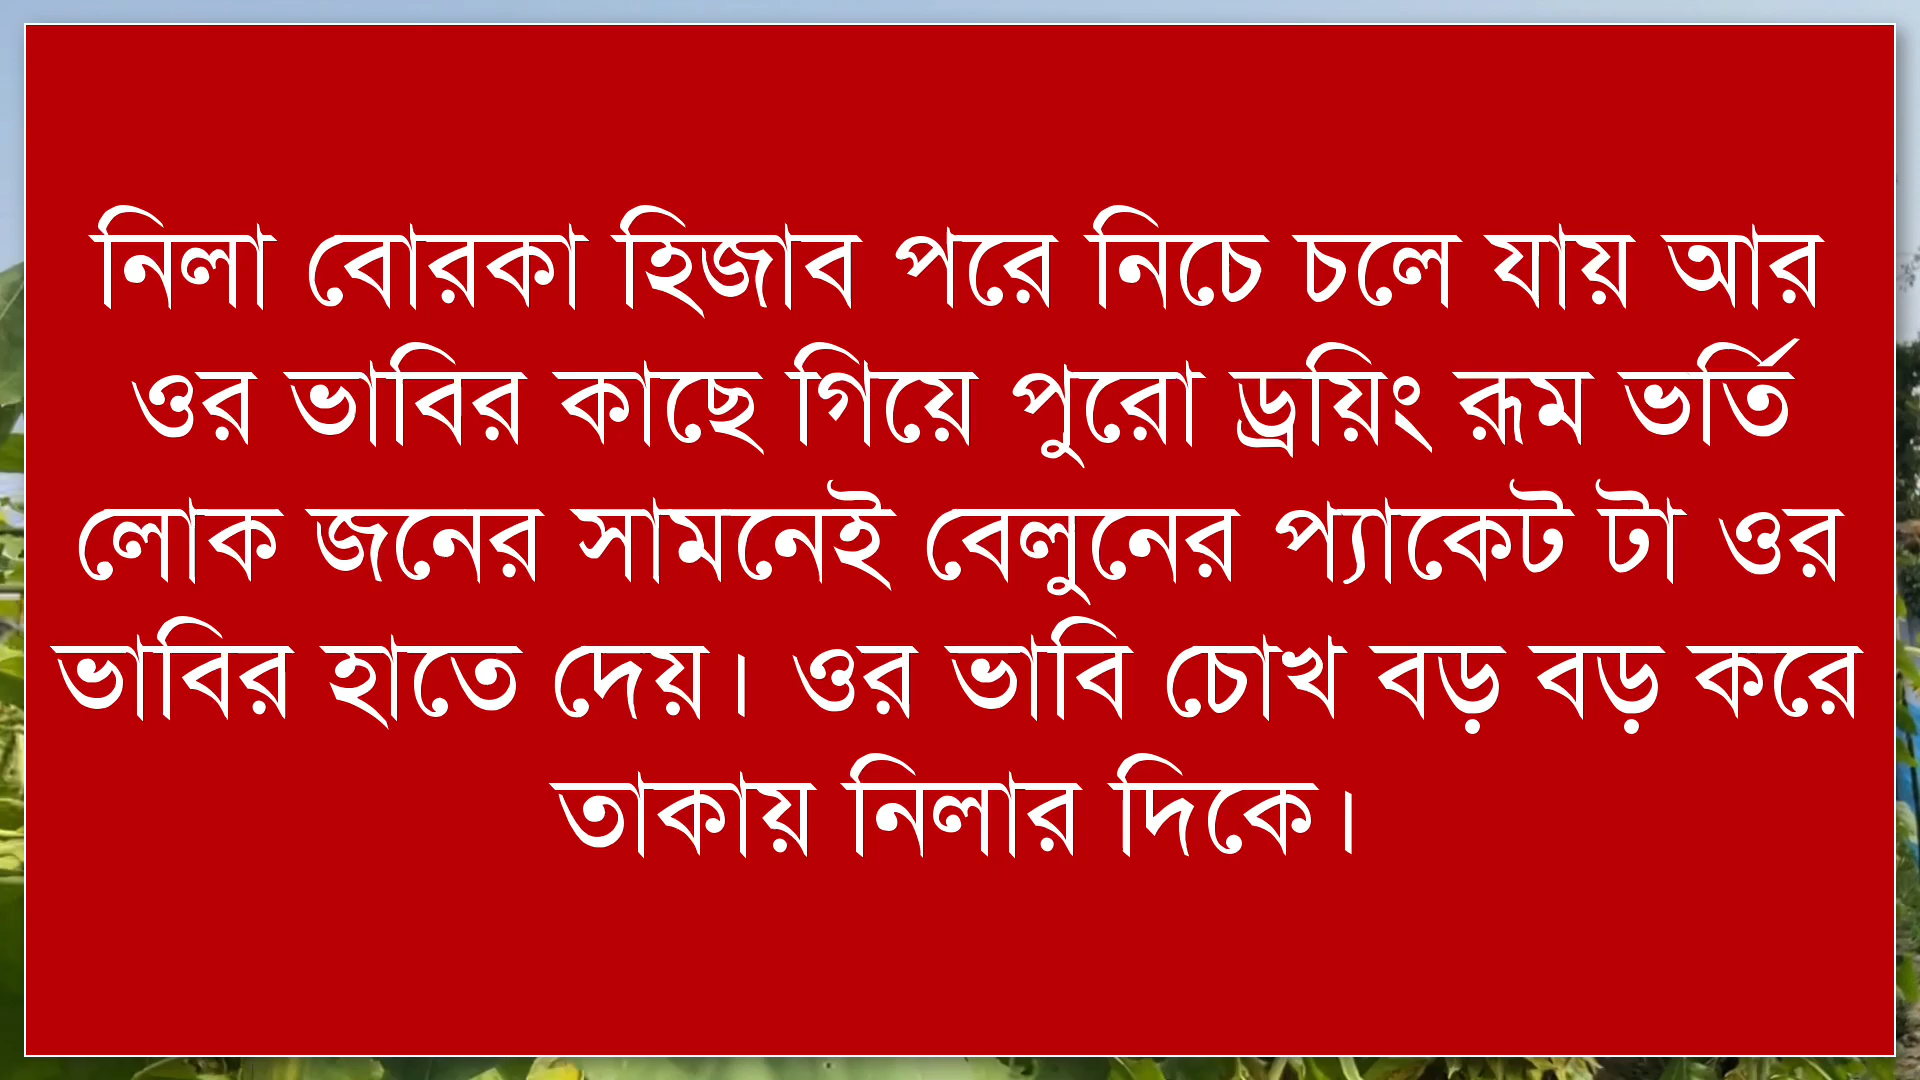 নিলা বোরকা হিজাব পরে নিচে চলে যায় আর
ওর ভাবির কাছে গিয়ে পুরো ড্রয়িং রূম ভর্তি
লোক জনের সামনেই বেলুনের প্যাকেট টা ওর
ভাবির হাতে দেয়। ওর ভাবি চোখ বড় বড় করে
তাকায় নিলার দিকে।